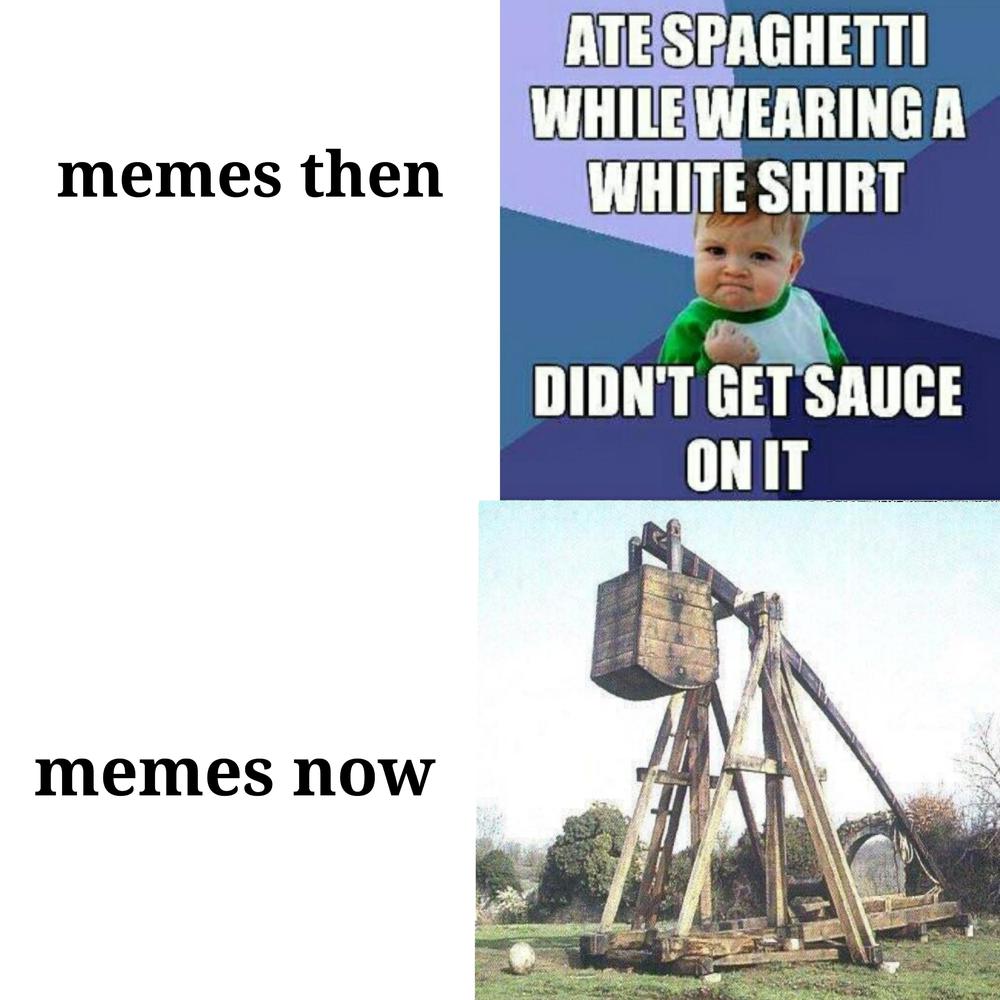 memes then
ATE SPAGHETTI
WHILE WEARING A
WHITE SHIRT
DIDN'T GET SAUCE
ON IT
memes now